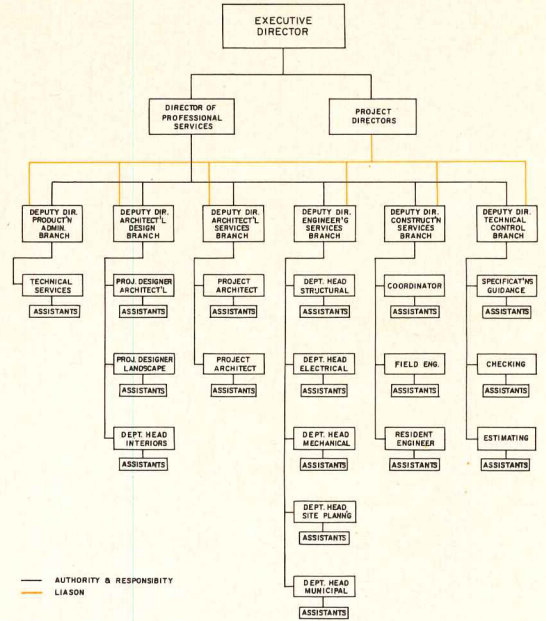 EXECUTIVE
DIRECTOR
DIRECTOR OF
PROFESSIONAL
SERVICES
PROJECT
DIRECTORS
DEPUTY DIR.
PRODUCT'N
ADMIN.
BRANCH
DEPUTY DIR.
ARCHITECT'L
DESIGN
BRANCH
DEPUTY DIR.
ARCHITECT'L
SERVICES
BRANCH
DEPUTY DIR.
ENGINEER'G
SERVICES
BRANCH
DEPUTY DIR.
CONSTRUCT'N
SERVICES
BRANCH
DEPUTY DIR.
TECHNICAL
CONTROL
BRANCH
TECHNICAL
SERVICES
ASSISTANTS
PROJ. DESIGNER
ARCHITECT'L
ASSISTANTS
PROJ. DESIGNER
LANDSCAPE
ASSISTANTS
DEPT. HEAD
INTERIORS
ASSISTANTS
PROJECT
ARCHITECT
ASSISTANTS
PROJECT
ARCHITECT
ASSISTANTS
DEPT. HEAD
STRUCTURAL
ASSISTANTS
DEPT. HEAD
ELECTRICAL
ASSISTANTS
DEPT. HEAD
MECHANICAL
ASSISTANTS
DEPT. HEAD
SITE PLANN'G
ASSISTANTS
DEPT. HEAD
MUNICIPAL
ASSISTANTS
COORDINATOR
ASSISTANTS
FIELD ENG.
ASSISTANTS
RESIDENT
ENGINEER
ASSISTANTS
SPECIFICAT'NS
GUIDANCE
ASSISTANTS
CHECKING
ASSISTANTS
ESTIMATING
ASSISTANTS
AUTHORITY & RESPONSIBITY
LIASON